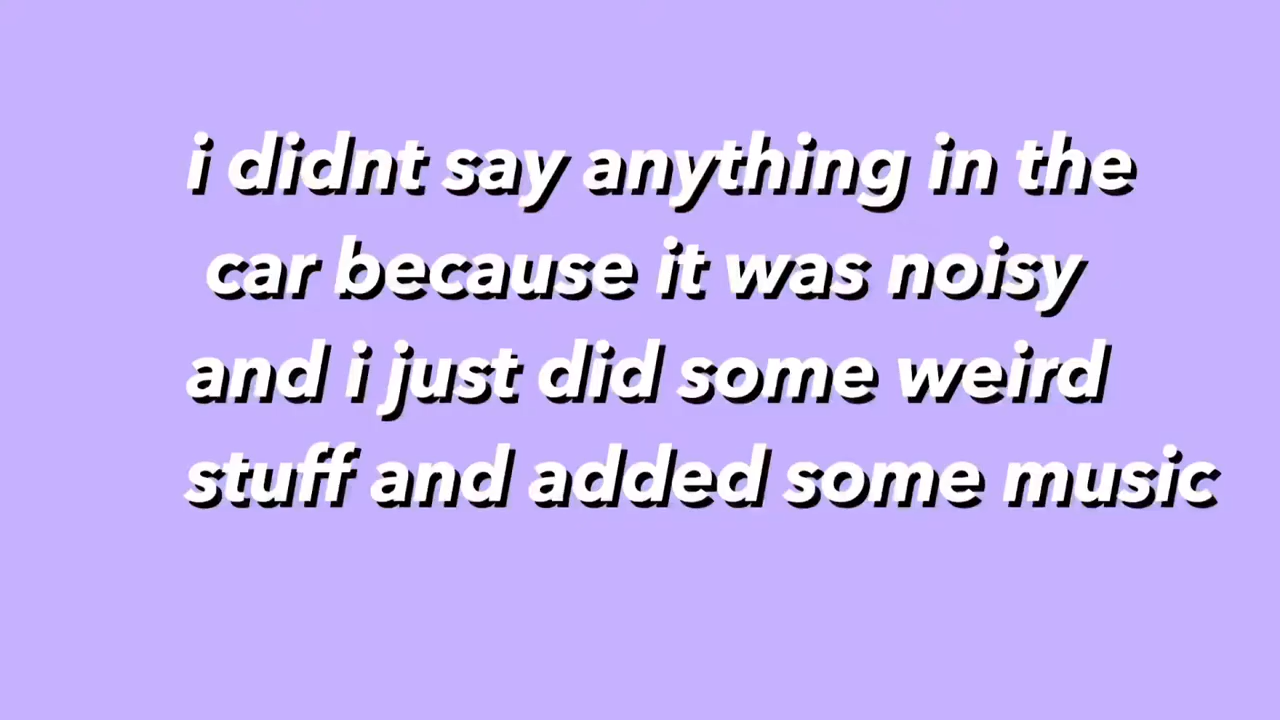 i didnt say anything in the
car because it was noisy
and i just did some weird
stuff and added some music